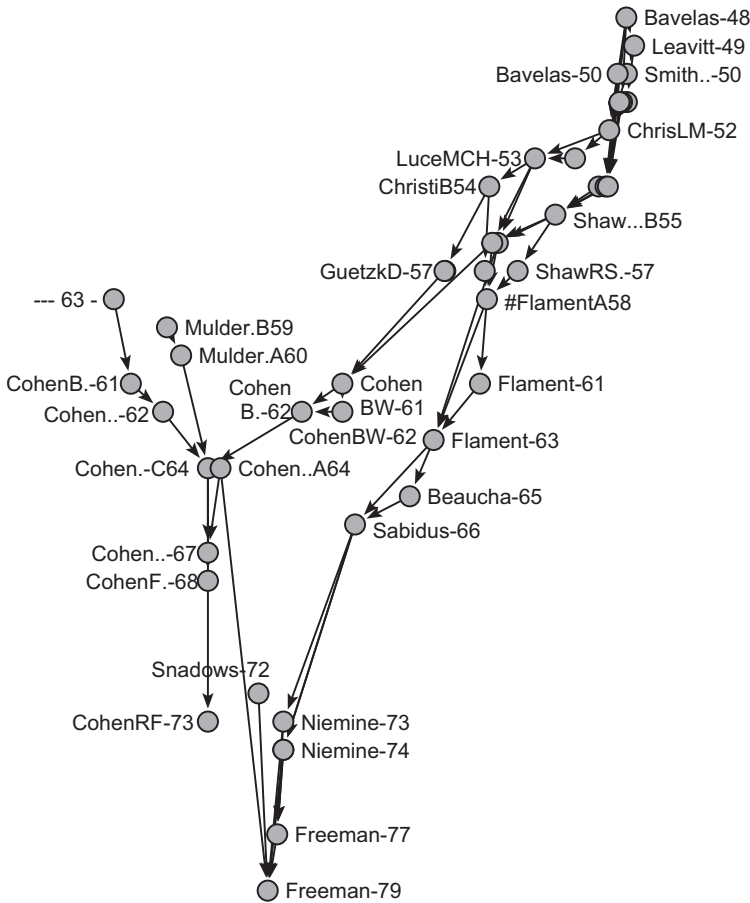 Bavelas-48
Leavitt-49
Bavelas-50
Smith..-50
ChrisLM-52
LuceMCH-53
ChristiB54
Shaw...B55
GuetzkD-57
ShawRS.-57
--- 63 -
#FlamentA58
Mulder.B59
Mulder.A60
CohenB.-61
Cohen
B.-62
Cohen
BW-61
Flament-61
Cohen..-62
CohenBW-62
Flament-63
Cohen.-C64
Cohen..A64
Beaucha-65
Sabidus-66
Cohen..-67
CohenF.-68
Snadows-72
CohenRF-73
Niemine-73
Niemine-74
Freeman-77
Freeman-79